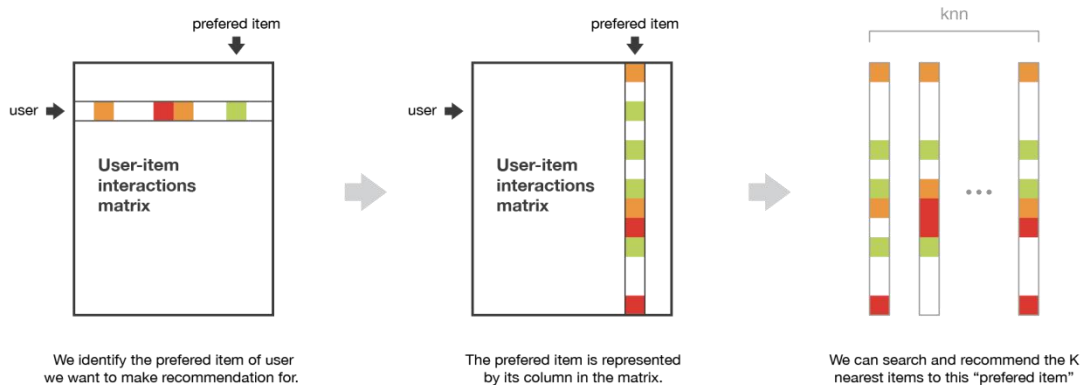 prefered item
user
User-item
interactions
matrix
We identify the prefered item of user
we want to make recommendation for.
prefered item
user
User-item
interactions
matrix
The prefered item is represented
by its column in the matrix.
knn
We can search and recommend the K
nearest items to this “prefered item”